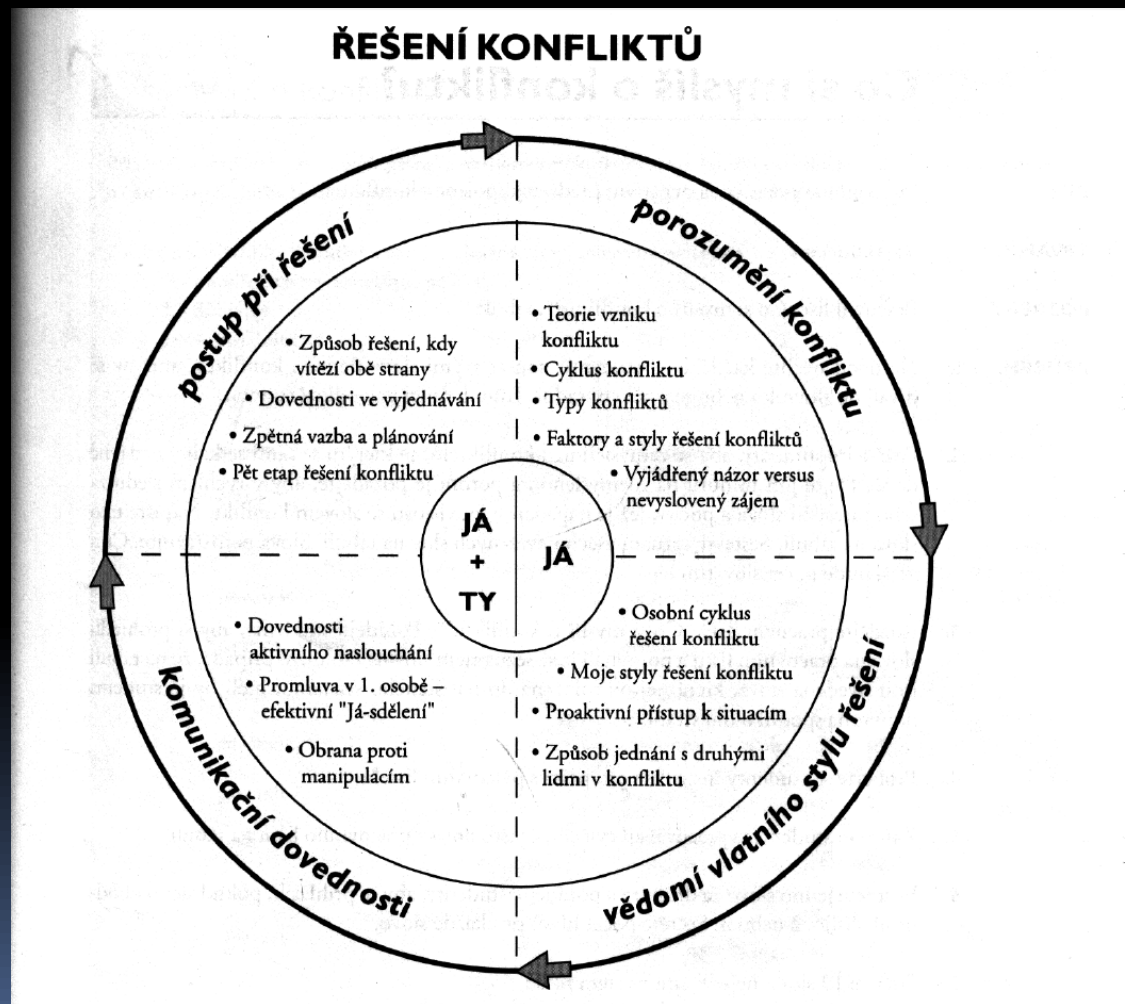 ŘEŠENÍ KONFLIKTŮ
postup při řešení
• Způsob řešení, kdy
vítězí obě strany
• Dovednosti ve vyjednávání
• Zpětná vazba a plánování
• Pět etap řešení konfliktu
porozumění konfliktu
• Teorie vzniku
konfliktu
• Cyklus konfliktu
• Typy konfliktů
• Faktory a styly řešení konfliktů
• Vyjádřený názor versus
nevyslovený zájem
JÁ
+
TY
JÁ
• Dovednosti
aktivního naslouchání
• Promluva v 1. osobě –
efektivní "Já-sdělení"
• Obrana proti
manipulacím
komunikační dovednosti
• Osobní cyklus
řešení konfliktu
• Moje styly řešení konfliktu
• Proaktivní přístup k situacím
• Způsob jednání s druhými
lidmi v konfliktu
vědomí vlatního stylu řešení